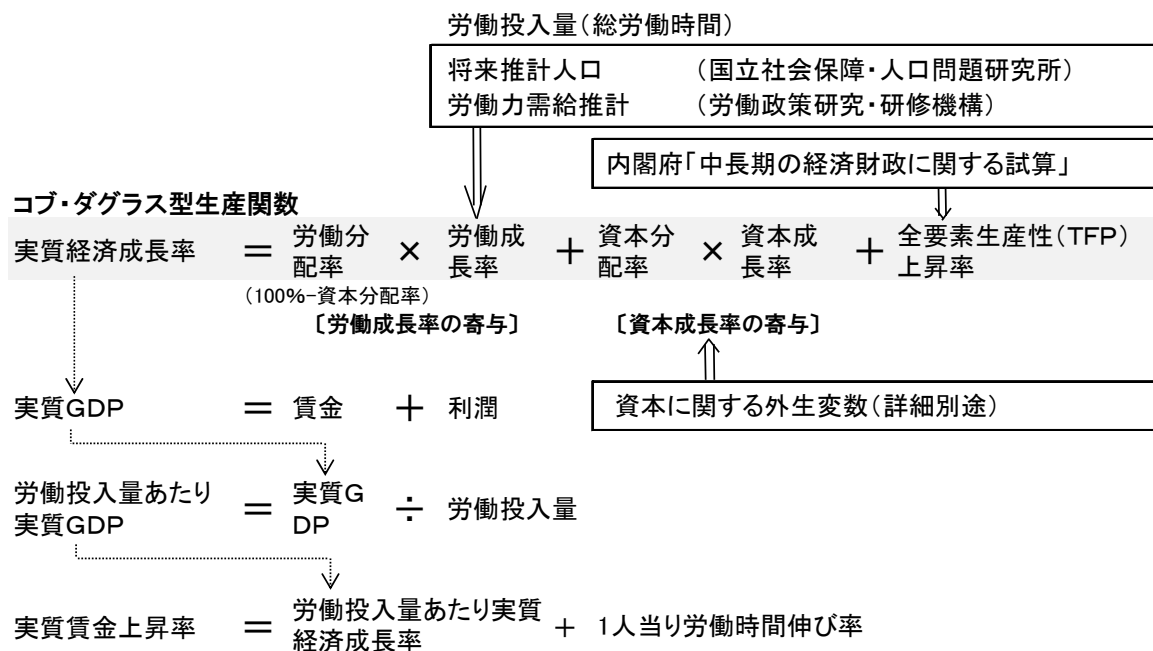 労働投入量(総労働時間)
将来推計人口 (国立社会保障・人口問題研究所)
労働力需給推計 (労働政策研究・研修機構)
内閣府「中長期の経済財政に関する試算」
コブ・ダグラス型生産関数
実質経済成長率 = 労働分配率 × 労働成長率 + 資本分配率 × 資本成長率 + 全要素生産性(TFP)上昇率
(100%-資本分配率)
〔労働成長率の寄与〕 〔資本成長率の寄与〕
資本に関する外生変数(詳細別途)
実質GDP = 賃金 + 利潤
労働投入量あたり実質GDP = 実質GDP ÷ 労働投入量
実質賃金上昇率 = 労働投入量あたり実質経済成長率 + 1人当り労働時間伸び率